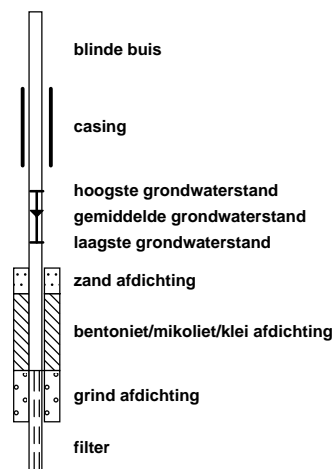 blinde buis
casing
hoogste grondwaterstand
gemiddelde grondwaterstand
laagste grondwaterstand
zand afdichting
bentoniet/mikoliet/klei afdichting
grind afdichting
filter